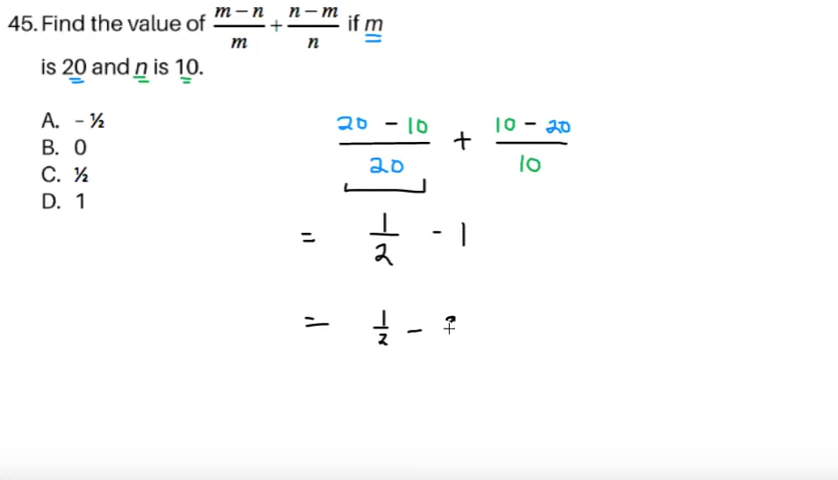 45. Find the value of (m − n)/m + (n − m)/n if m
is 20 and n is 10.
A. - ½
B. 0
C. ½
D. 1
(20 - 10)/20 + (10 - 20)/10
= 1/2 - 1
= 1/2 -